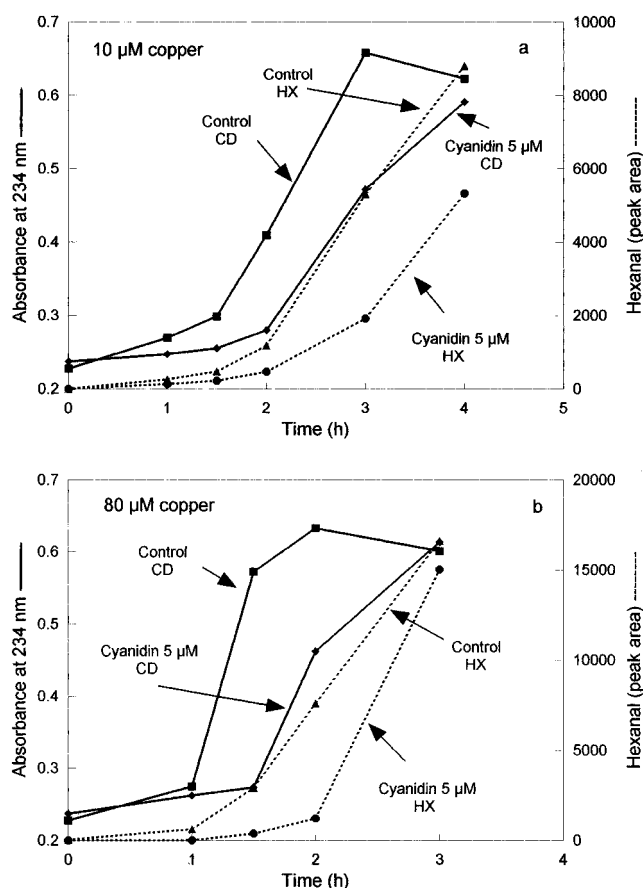 10 µM copper
a
Absorbance at 234 nm
0.7
0.6
0.5
0.4
0.3
0.2
Control
CD
Control
HX
Cyanidin 5 µM
CD
Cyanidin 5 µM
HX
10000
8000
6000
4000
2000
0
Hexanal (peak area)
0 1 2 3 4 5
Time (h)
80 µM copper
b
Absorbance at 234 nm
0.7
0.6
0.5
0.4
0.3
0.2
Control
CD
Cyanidin 5 µM
CD
Control
HX
Cyanidin 5 µM
HX
20000
15000
10000
5000
0
Hexanal (peak area)
0 1 2 3 4
Time (h)